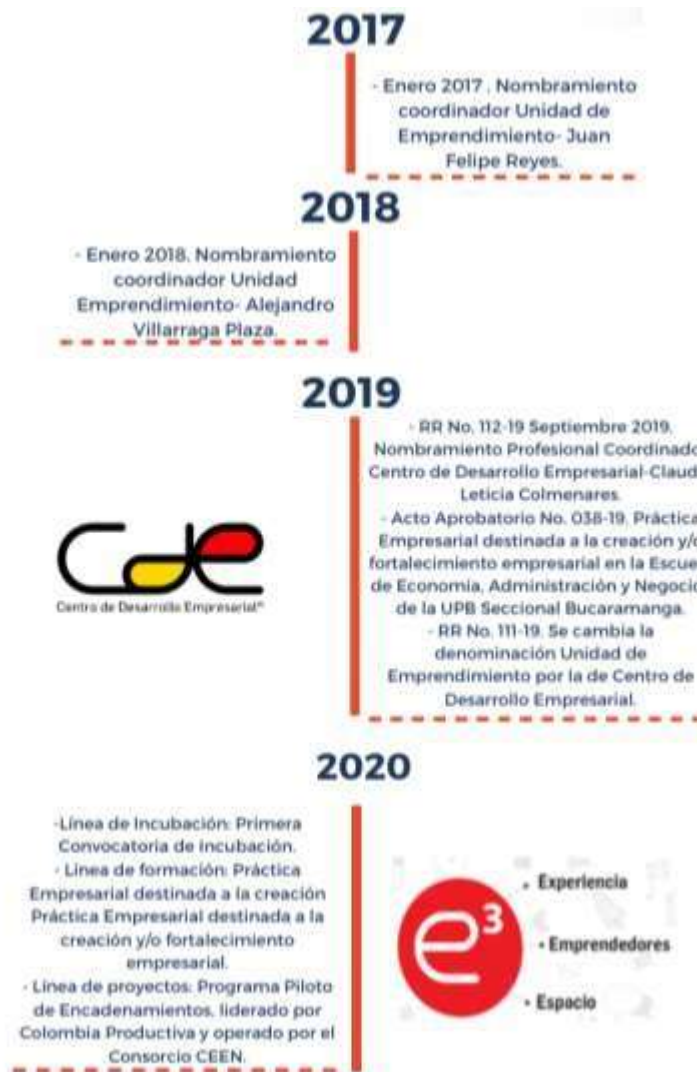 2017
- Enero 2017 . Nombramiento
coordinador Unidad de
Emprendimiento- Juan
Felipe Reyes.
2018
- Enero 2018. Nombramiento
coordinador Unidad
Emprendimiento- Alejandro
Villarraga Plaza.
2019
- RR No. 112-19 Septiembre 2019.
Nombramiento Profesional Coordinado
Centro de Desarrollo Empresarial-Claud
Leticia Colmenares.
- Acto Aprobatorio No. 038-19. Práctica
Empresarial destinada a la creación y/o
fortalecimiento empresarial en la Escue
de Economía, Administración y Negocio
de la UPB Seccional Bucaramanga.
- RR No. 111-19. Se cambia la
denominación Unidad de
Emprendimiento por la de Centro de
Desarrollo Empresarial.
Cde
Centro de Desarrollo Empresarial
2020
-Línea de Incubación: Primera
Convocatoria de incubación.
- Línea de formación: Práctica
Empresarial destinada a la creación
Práctica Empresarial destinada a la
creación y/o fortalecimiento
empresarial.
- Línea de proyectos: Programa Piloto
de Encadenamientos, liderado por
Colombia Productiva y operado por el
Consorcio CEEN.
e³
• Experiencia
• Emprendedores
• Espacio